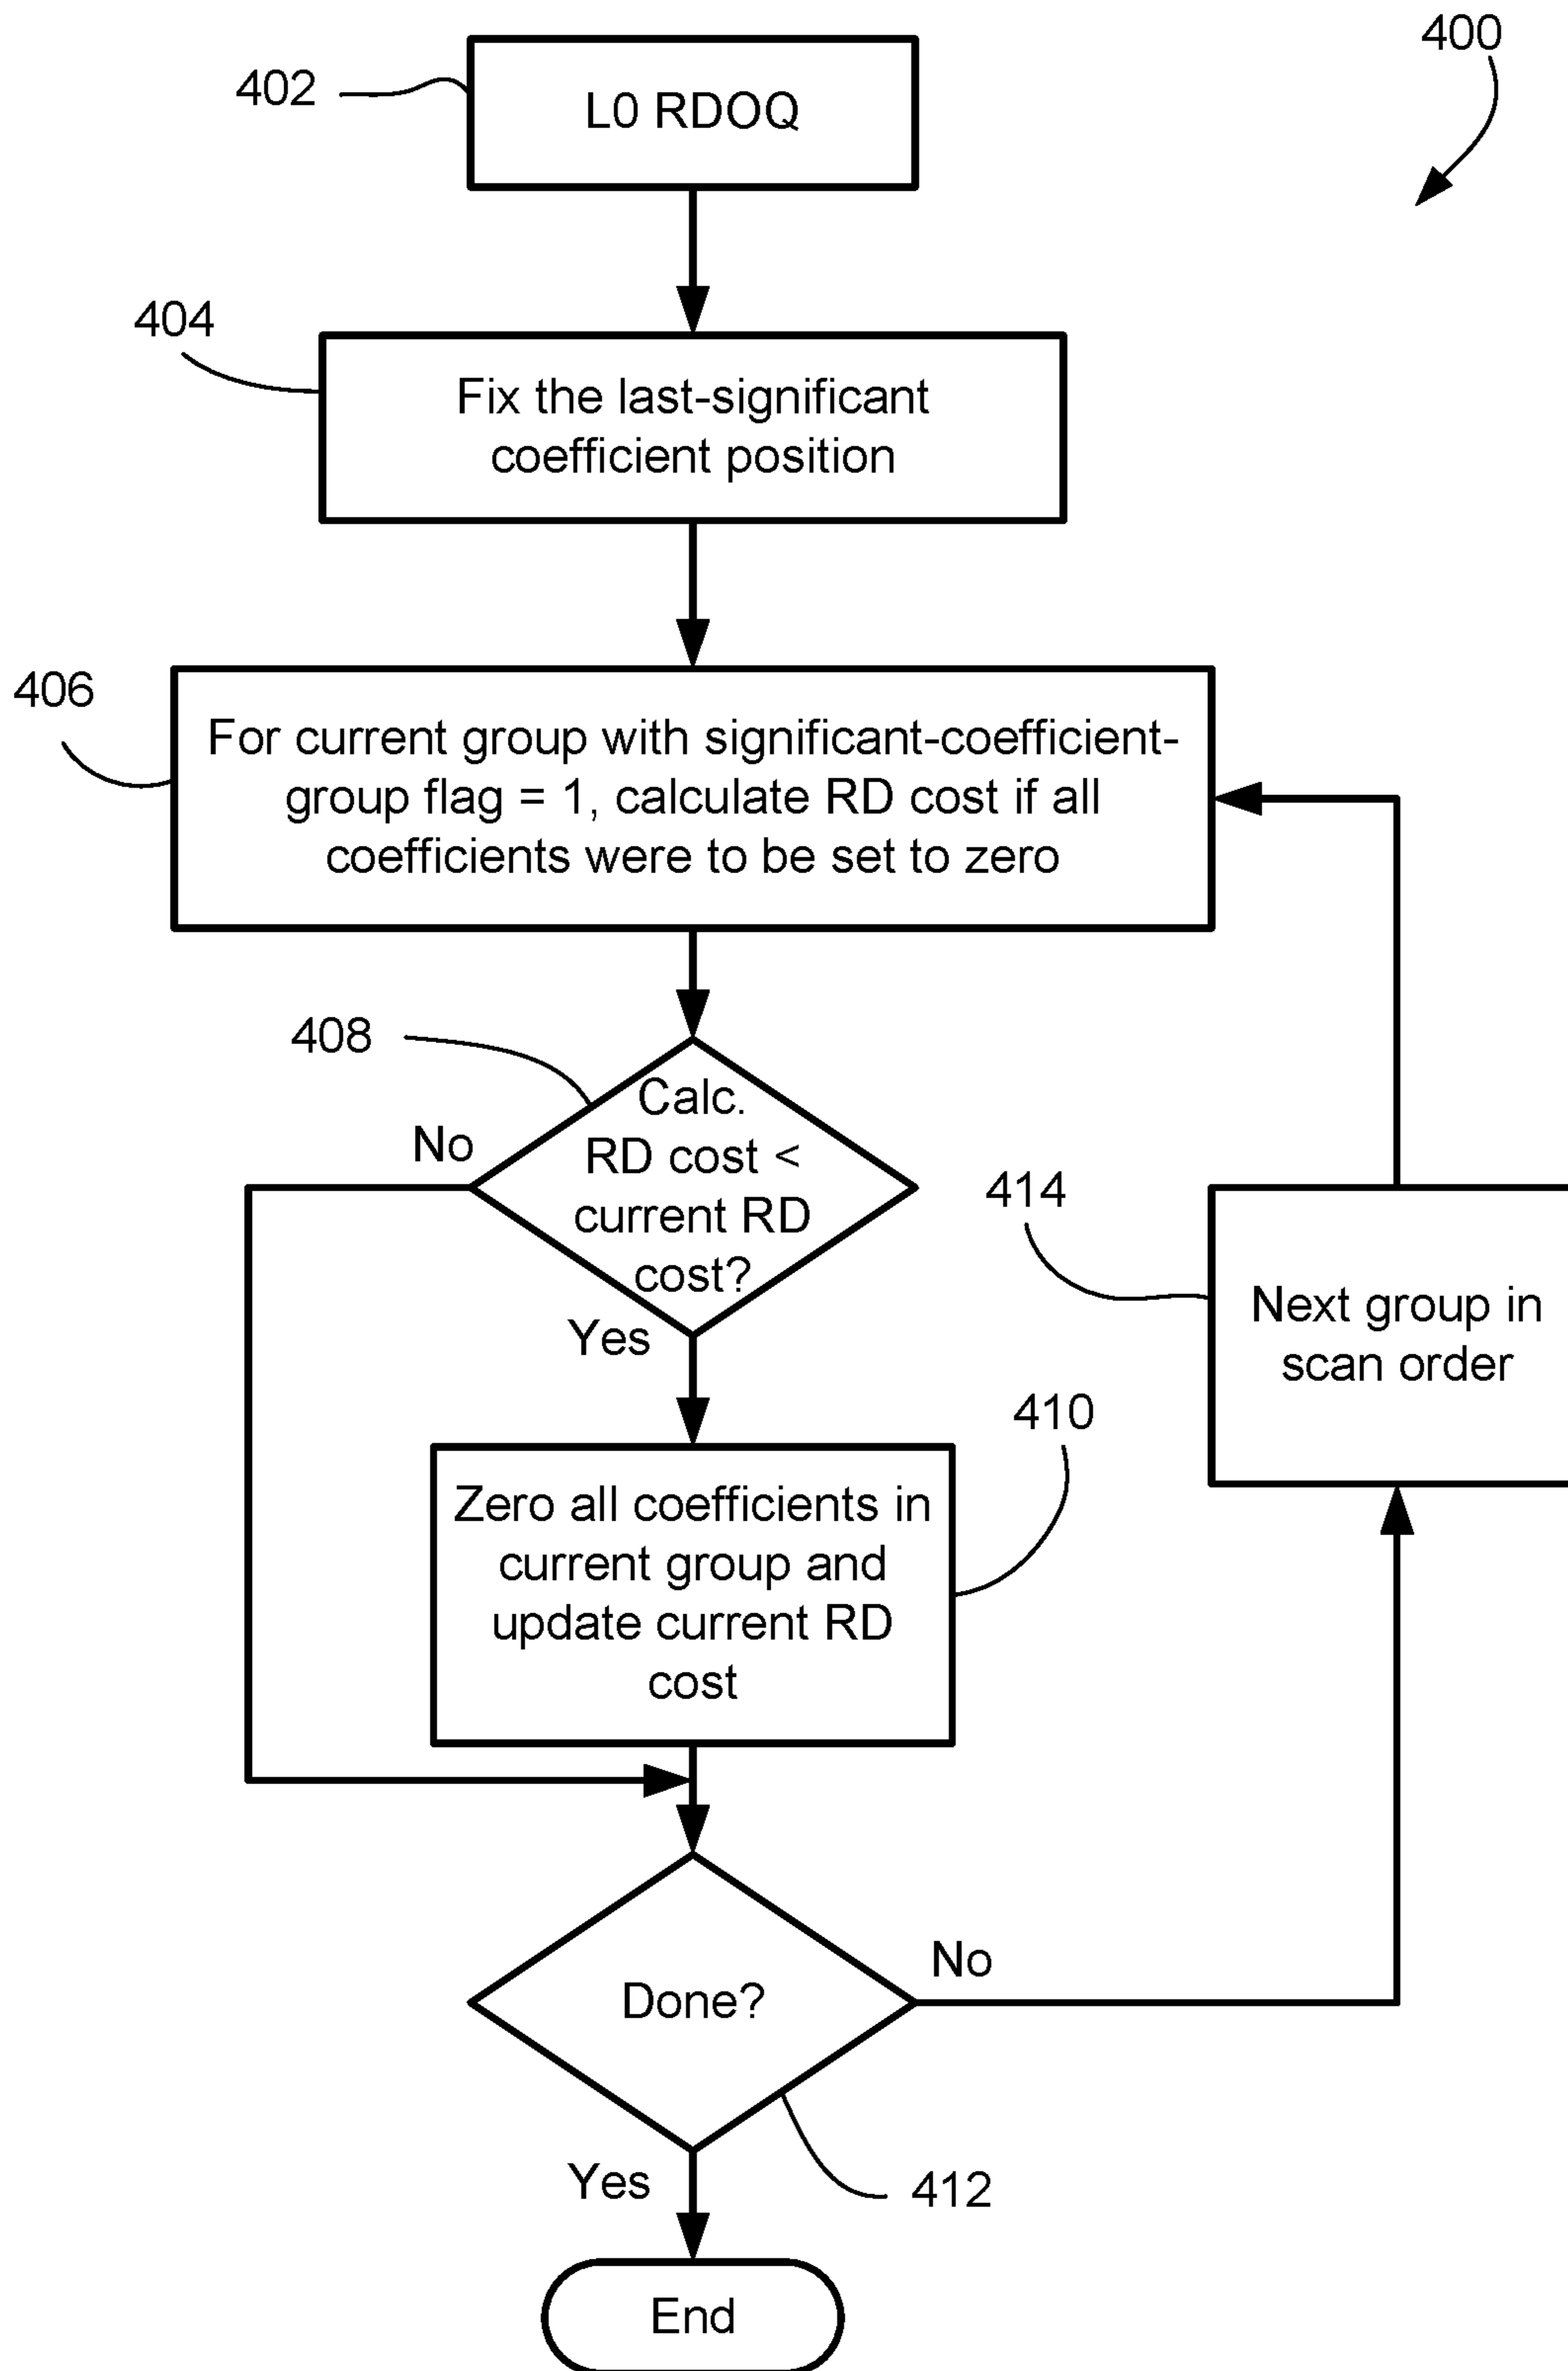 400
402
L0 RDOQ
404
Fix the last-significant
coefficient position
406
For current group with significant-coefficient-
group flag = 1, calculate RD cost if all
coefficients were to be set to zero
408
Calc.
RD cost <
current RD
cost?
No
Yes
414
Next group in
scan order
410
Zero all coefficients in
current group and
update current RD
cost
Done?
No
Yes
412
End